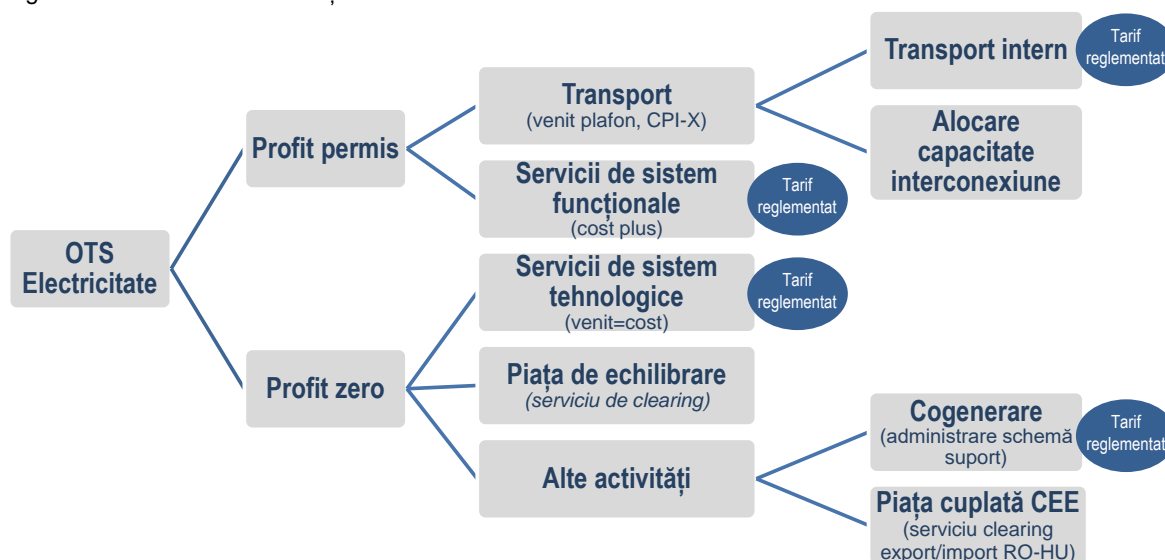 OTS
Electricitate
Profit permis
Transport
(venit plafon, CPI-X)
Transport intern
Tarif
reglementat
Alocare
capacitate
interconexiune
Servicii de sistem
funcționale
(cost plus)
Tarif
reglementat
Profit zero
Servicii de sistem
tehnologice
(venit=cost)
Tarif
reglementat
Piața de echilibrare
(serviciu de clearing)
Alte activități
Cogenerare
(administrare schemă
suport)
Tarif
reglementat
Piața cuplată CEE
(serviciu clearing
export/import RO-HU)